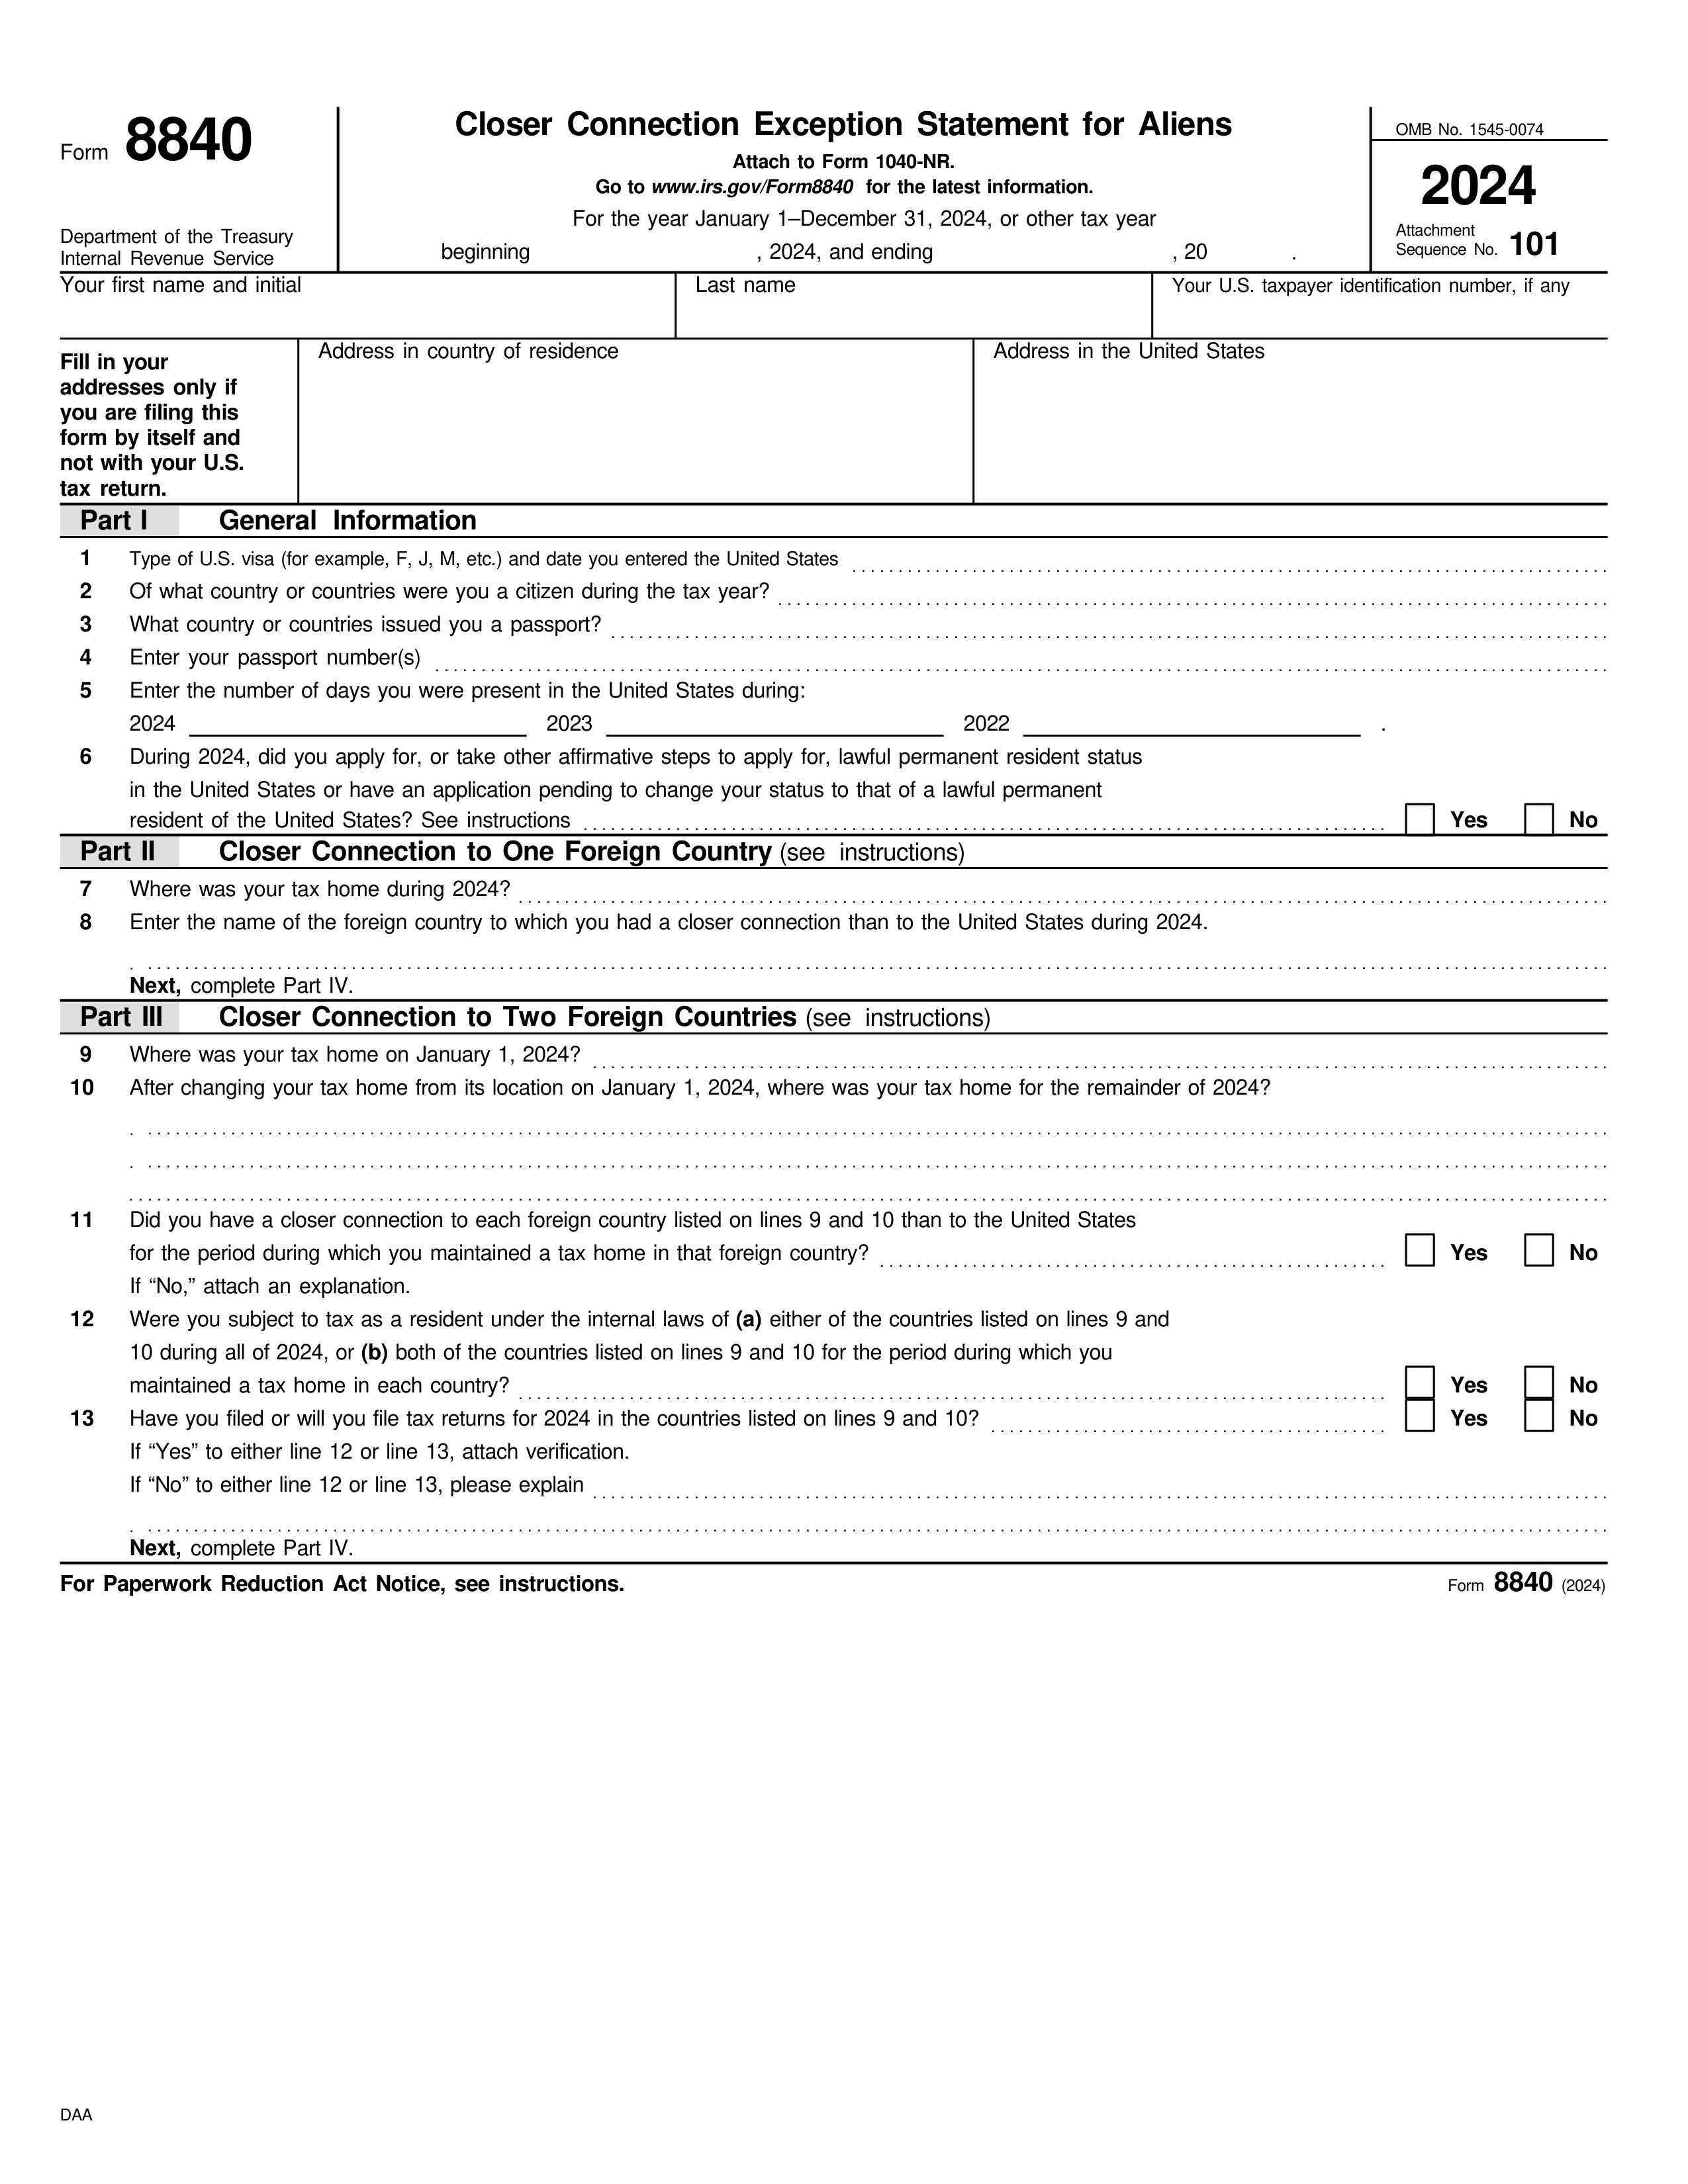 Form 8840
Department of the Treasury
Internal Revenue Service
Closer Connection Exception Statement for Aliens
Attach to Form 1040-NR.
Go to www.irs.gov/Form8840 for the latest information.
For the year January 1–December 31, 2024, or other tax year
beginning , 2024, and ending , 20 .
OMB No. 1545-0074
2024
Attachment
Sequence No. 101
Your first name and initial
Last name
Your U.S. taxpayer identification number, if any
Fill in your
addresses only if
you are filing this
form by itself and
not with your U.S.
tax return.
Address in country of residence
Address in the United States
Part I General Information
1 Type of U.S. visa (for example, F, J, M, etc.) and date you entered the United States
2 Of what country or countries were you a citizen during the tax year?
3 What country or countries issued you a passport?
4 Enter your passport number(s)
5 Enter the number of days you were present in the United States during:
2024 2023 2022 .
6 During 2024, did you apply for, or take other affirmative steps to apply for, lawful permanent resident status
in the United States or have an application pending to change your status to that of a lawful permanent
resident of the United States? See instructions Yes No
Part II Closer Connection to One Foreign Country (see instructions)
7 Where was your tax home during 2024?
8 Enter the name of the foreign country to which you had a closer connection than to the United States during 2024.
Next, complete Part IV.
Part III Closer Connection to Two Foreign Countries (see instructions)
9 Where was your tax home on January 1, 2024?
10 After changing your tax home from its location on January 1, 2024, where was your tax home for the remainder of 2024?
11 Did you have a closer connection to each foreign country listed on lines 9 and 10 than to the United States
for the period during which you maintained a tax home in that foreign country? Yes No
If “No,” attach an explanation.
12 Were you subject to tax as a resident under the internal laws of (a) either of the countries listed on lines 9 and
10 during all of 2024, or (b) both of the countries listed on lines 9 and 10 for the period during which you
maintained a tax home in each country? Yes No
13 Have you filed or will you file tax returns for 2024 in the countries listed on lines 9 and 10? Yes No
If “Yes” to either line 12 or line 13, attach verification.
If “No” to either line 12 or line 13, please explain
Next, complete Part IV.
For Paperwork Reduction Act Notice, see instructions.
Form 8840 (2024)
DAA